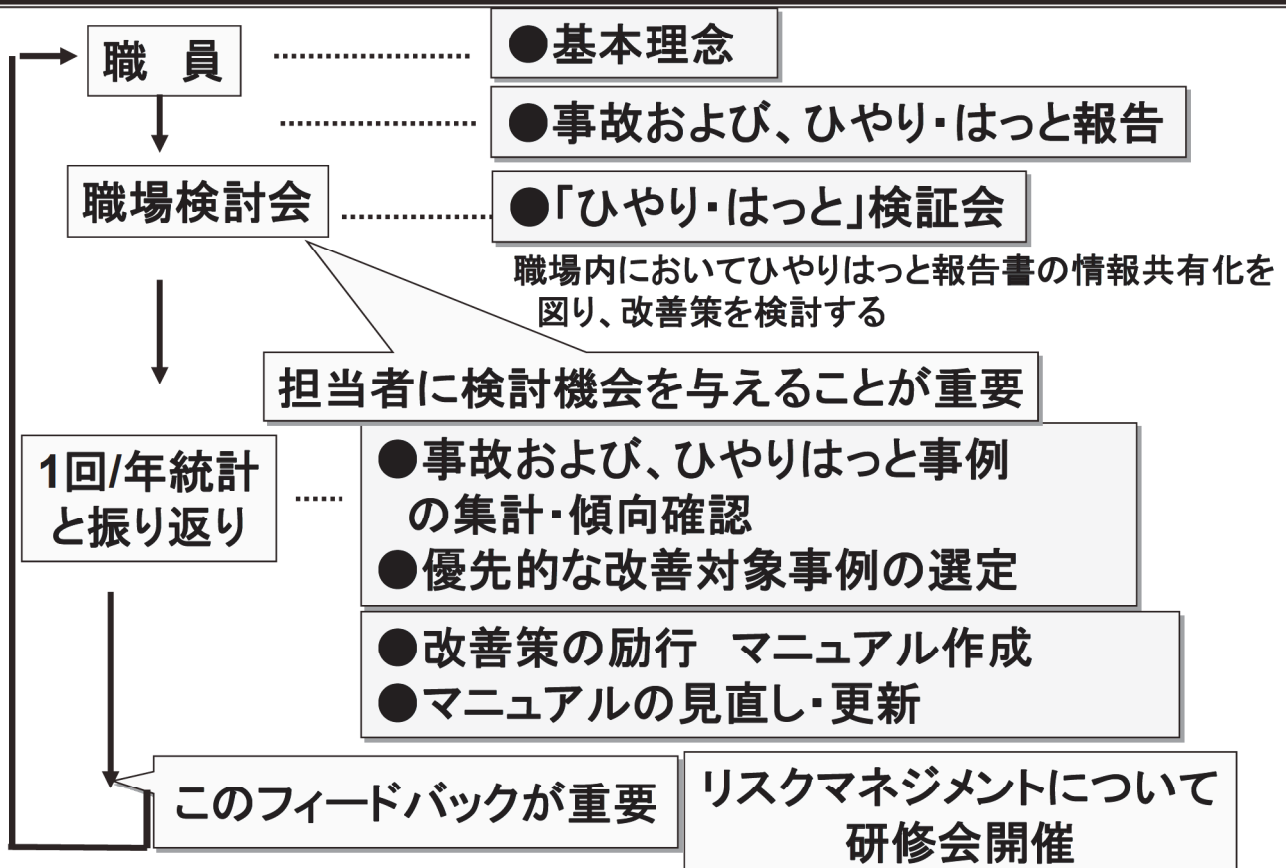 職　員
●基本理念
●事故および、ひやり・はっと報告
職場検討会
●「ひやり・はっと」検証会
職場内においてひやりはっと報告書の情報共有化を
図り、改善策を検討する
担当者に検討機会を与えることが重要
1回/年統計
と振り返り
●事故および、ひやりはっと事例
の集計・傾向確認
●優先的な改善対象事例の選定
●改善策の励行　マニュアル作成
●マニュアルの見直し・更新
このフィードバックが重要
リスクマネジメントについて
研修会開催